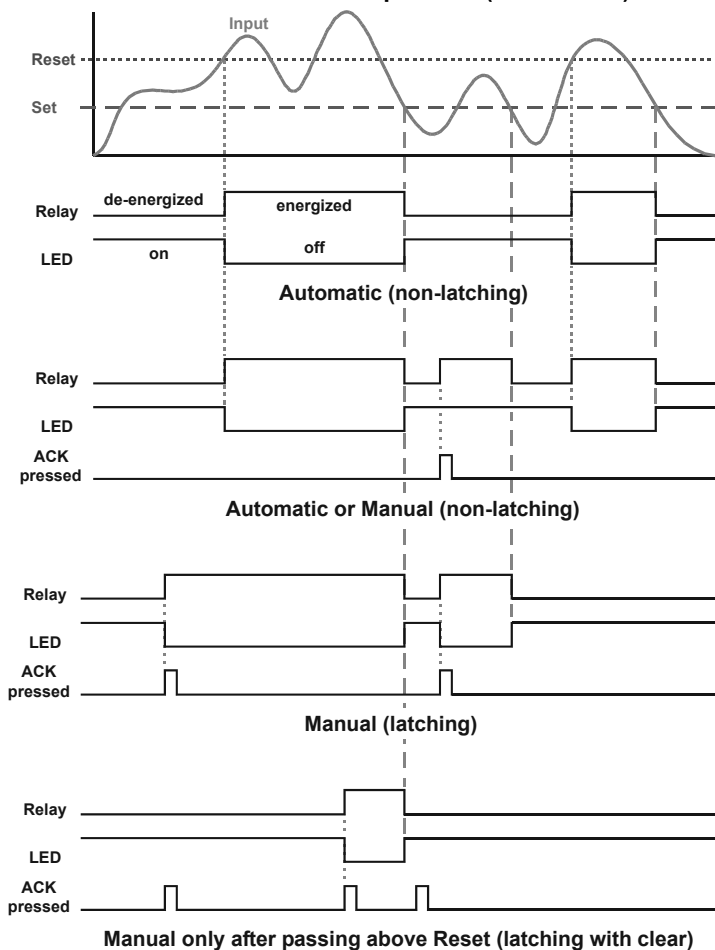 Input
Reset
Set
de-energized energized
Relay
LED on off
Automatic (non-latching)
Relay
LED
ACK
pressed
Automatic or Manual (non-latching)
Relay
LED
ACK
pressed
Manual (latching)
Relay
LED
ACK
pressed
Manual only after passing above Reset (latching with clear)